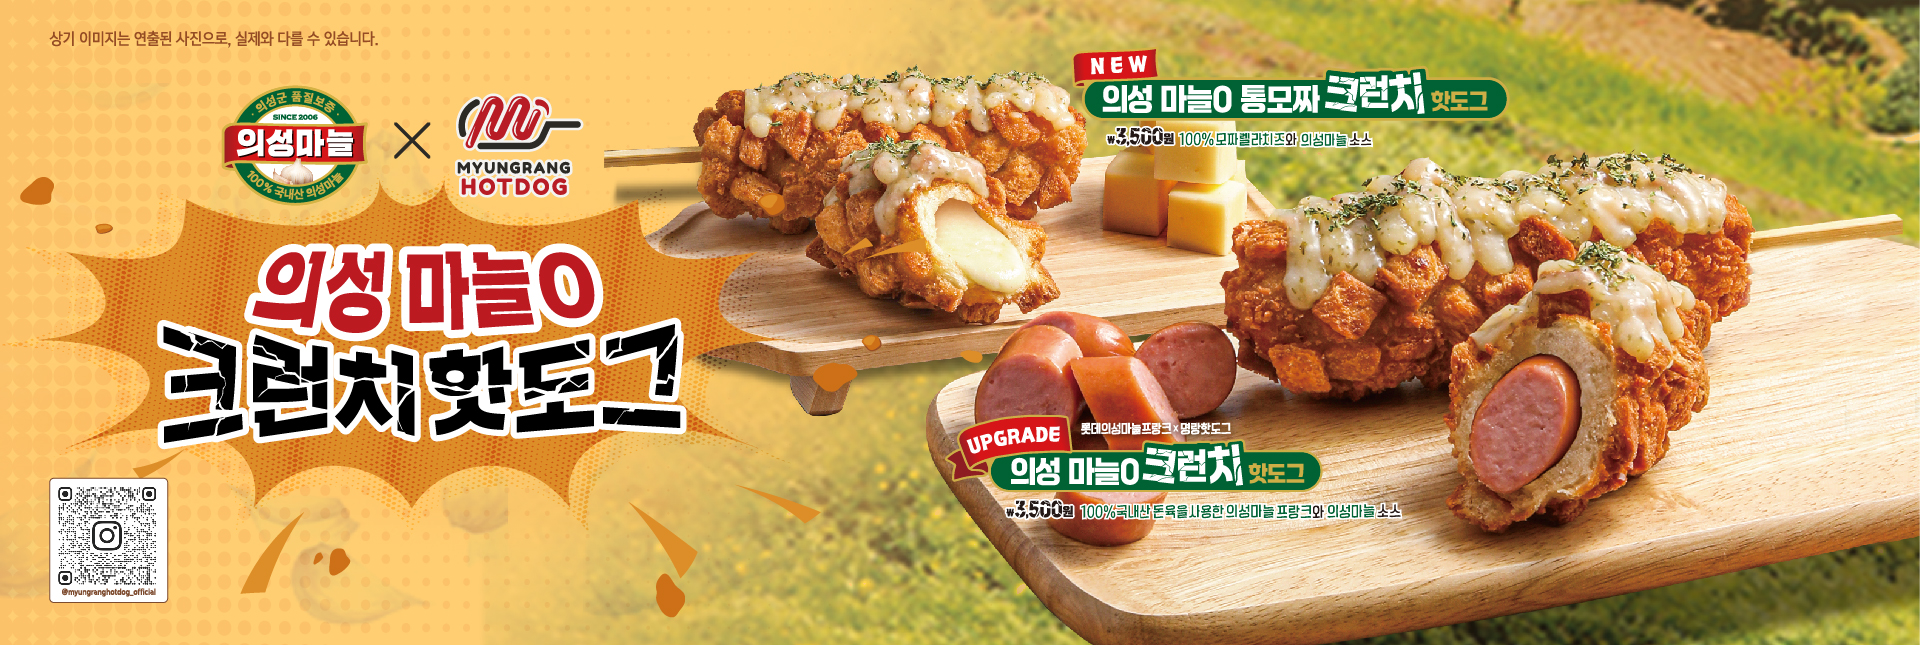 상기 이미지는 연출된 사진으로, 실제와 다를 수 있습니다.
의성군 품질보증
SINCE 2006
의성마늘
100% 국내산 의성마늘
MYUNGRANG
HOTDOG
의성 마늘이
크런치 핫도그
@myungranghotdog_official
NEW
의성 마늘이 통모짜 크런치 핫도그
₩3,500원 100% 모짜렐라치즈와 의성마늘 소스
UPGRADE
롯데의성마늘프랑크 x 명랑핫도그
의성 마늘이 크런치 핫도그
₩3,500원 100%국내산 돈육을 사용한 의성마늘 프랑크와 의성마늘 소스